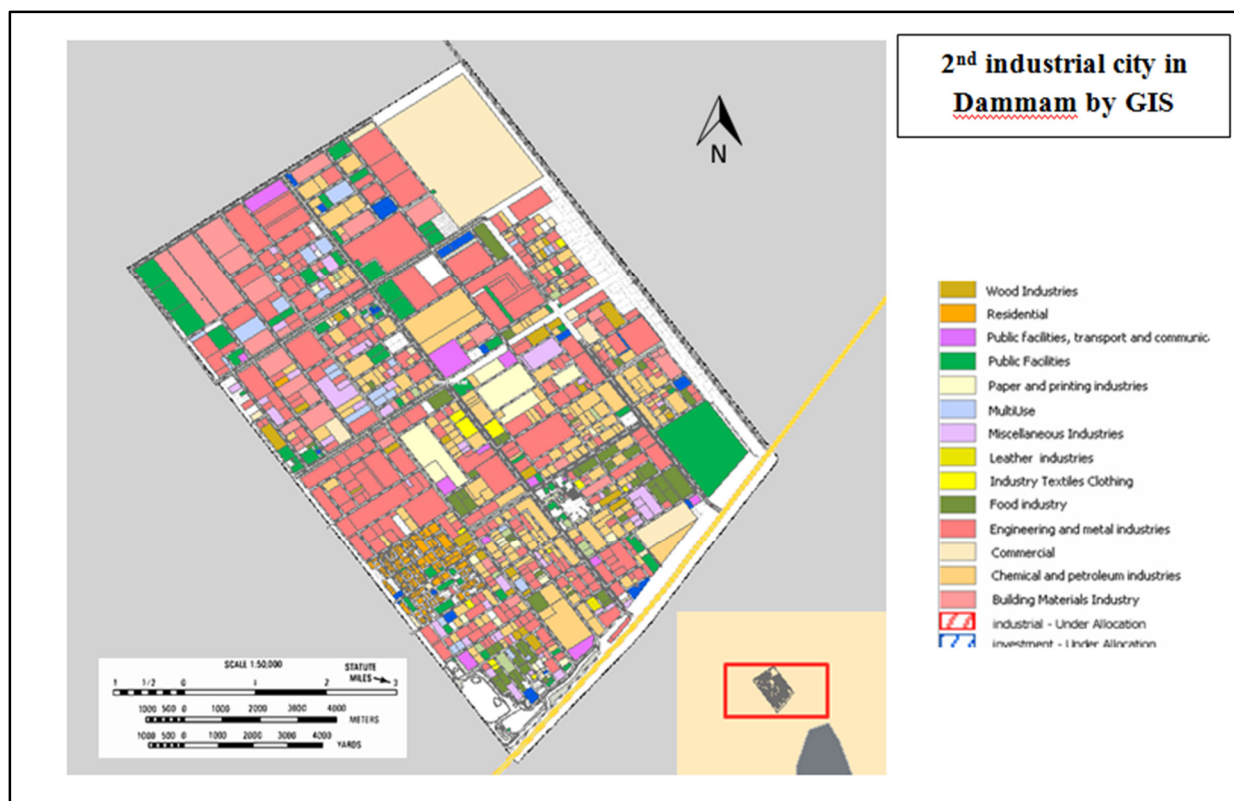 2nd industrial city in
Dammam by GIS
N
Wood Industries
Residential
Public facilities, transport and communic
Public Facilities
Paper and printing industries
MultiUse
Miscellaneous Industries
Leather industries
Industry Textiles Clothing
Food industry
Engineering and metal industries
Commercial
Chemical and petroleum industries
Building Materials Industry
industrial - Under Allocation
investment - Under Allocation
SCALE 1:50,000
STATUTE
MILES
1 1/2 0 1 2 3
1000 500 0 1000 2000 3000 4000
METERS
1000 500 0 1000 2000 3000 4000
YARDS